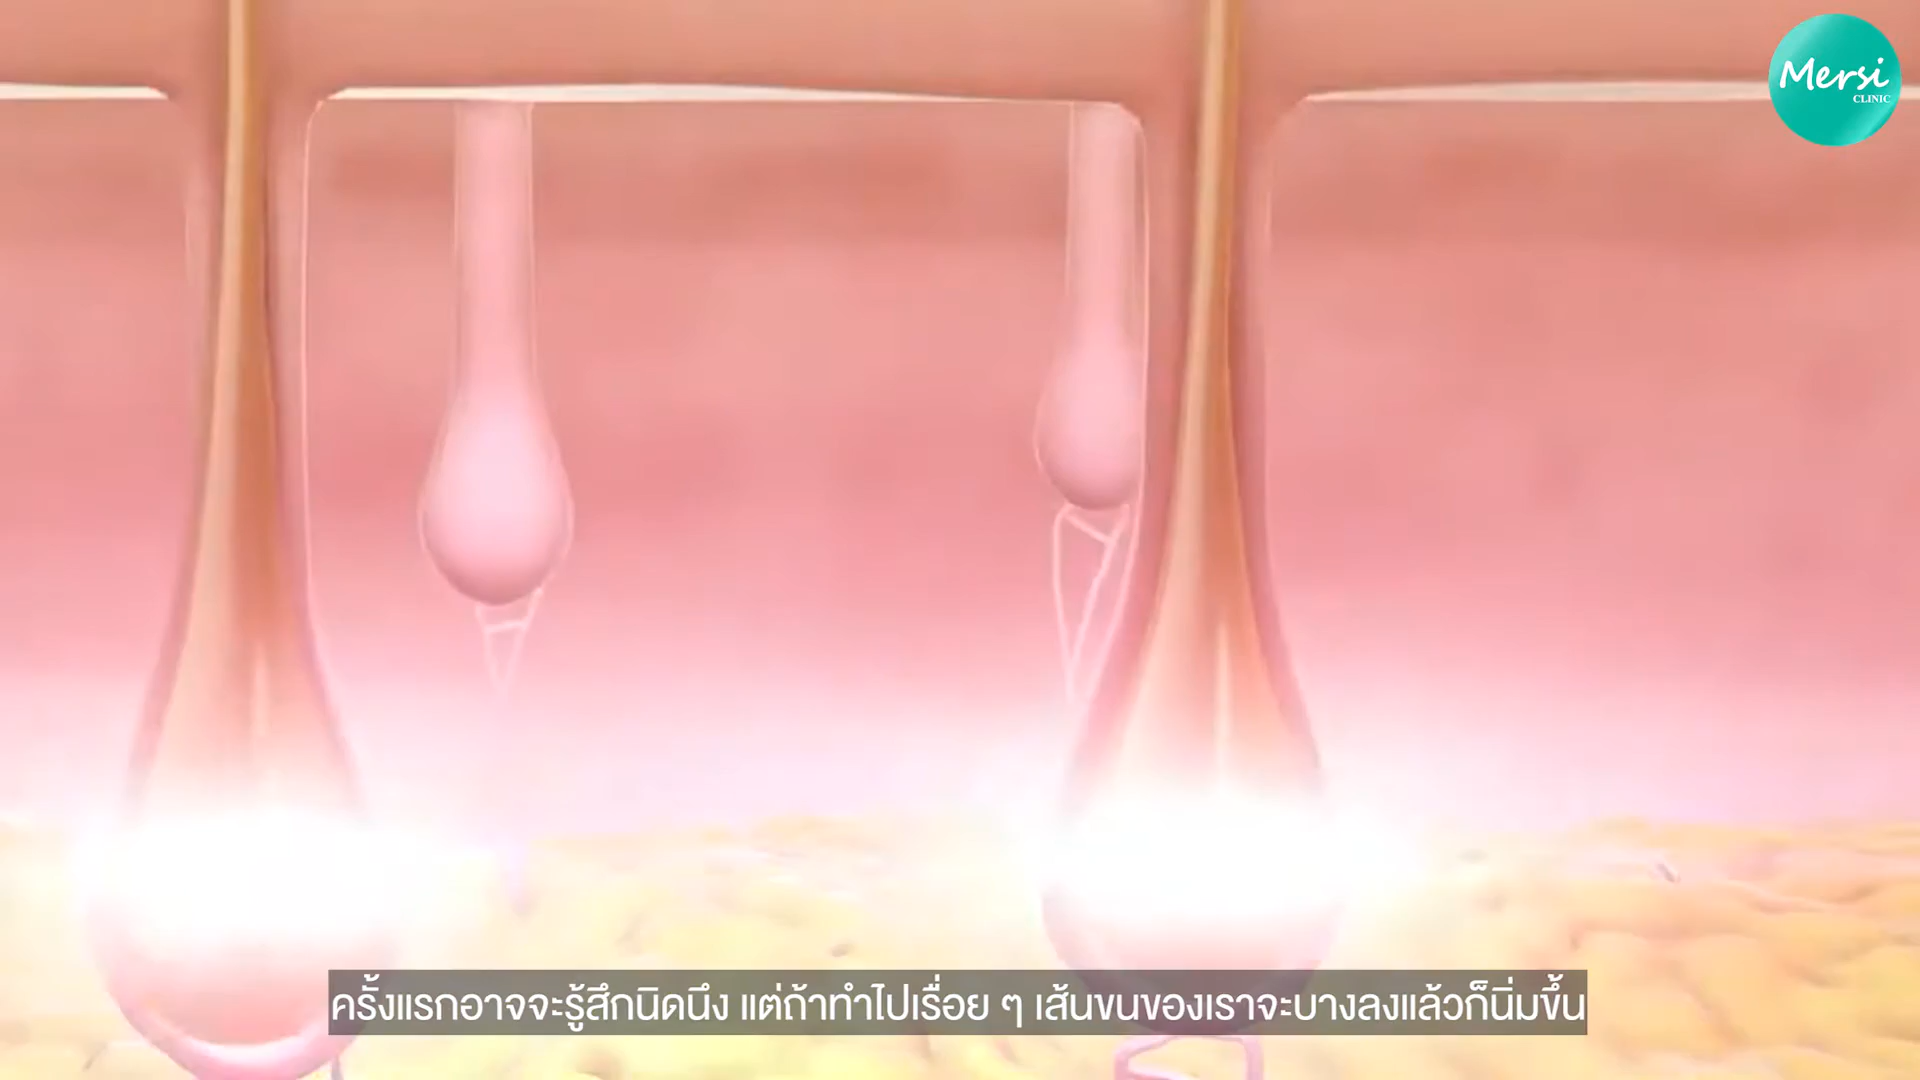 Mersi
CLINIC
ครั้งแรกอาจจะรู้สึกนิดนึง แต่ถ้าทำไปเรื่อย ๆ เส้นขนของเราจะบางลงแล้วก็นิ่มขึ้น